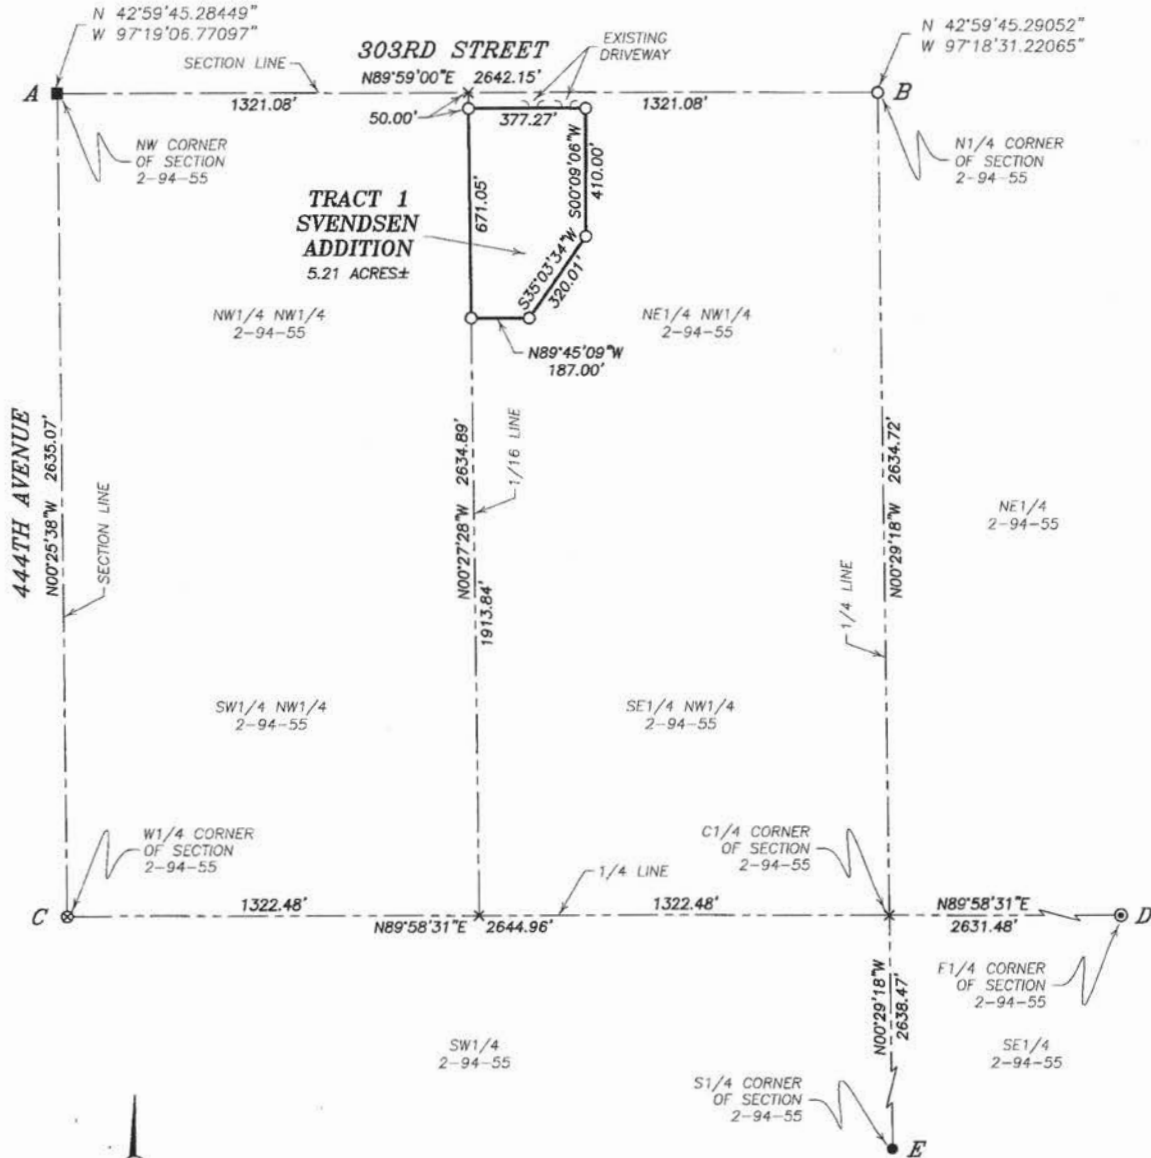 N 42°59'45.28449"
W 97°19'06.77097"
N 42°59'45.29052"
W 97°18'31.22065"
303RD STREET
EXISTING
DRIVEWAY
SECTION LINE
N89°59'00"E 2642.15'
A
B
1321.08'
1321.08'
50.00'
377.27'
NW CORNER
OF SECTION
2-94-55
N1/4 CORNER
OF SECTION
2-94-55
S00°09'06"W
410.00'
671.05'
TRACT 1
SVENDSEN
ADDITION
5.21 ACRES±
S35°03'34"W
320.01'
NW1/4 NW1/4
2-94-55
NE1/4 NW1/4
2-94-55
N89°45'09"W
187.00'
444TH AVENUE
N00°25'38"W 2635.07'
SECTION LINE
N00°27'28"W 2634.89'
1/16 LINE
1913.84'
N00°29'18"W 2634.72'
1/4 LINE
NE1/4
2-94-55
SW1/4 NW1/4
2-94-55
SE1/4 NW1/4
2-94-55
W1/4 CORNER
OF SECTION
2-94-55
C1/4 CORNER
OF SECTION
2-94-55
1/4 LINE
C
1322.48'
1322.48'
N89°58'31"E 2644.96'
N89°58'31"E
2631.48'
D
E1/4 CORNER
OF SECTION
2-94-55
N00°29'18"W
2638.47'
SW1/4
2-94-55
SE1/4
2-94-55
S1/4 CORNER
OF SECTION
2-94-55
E